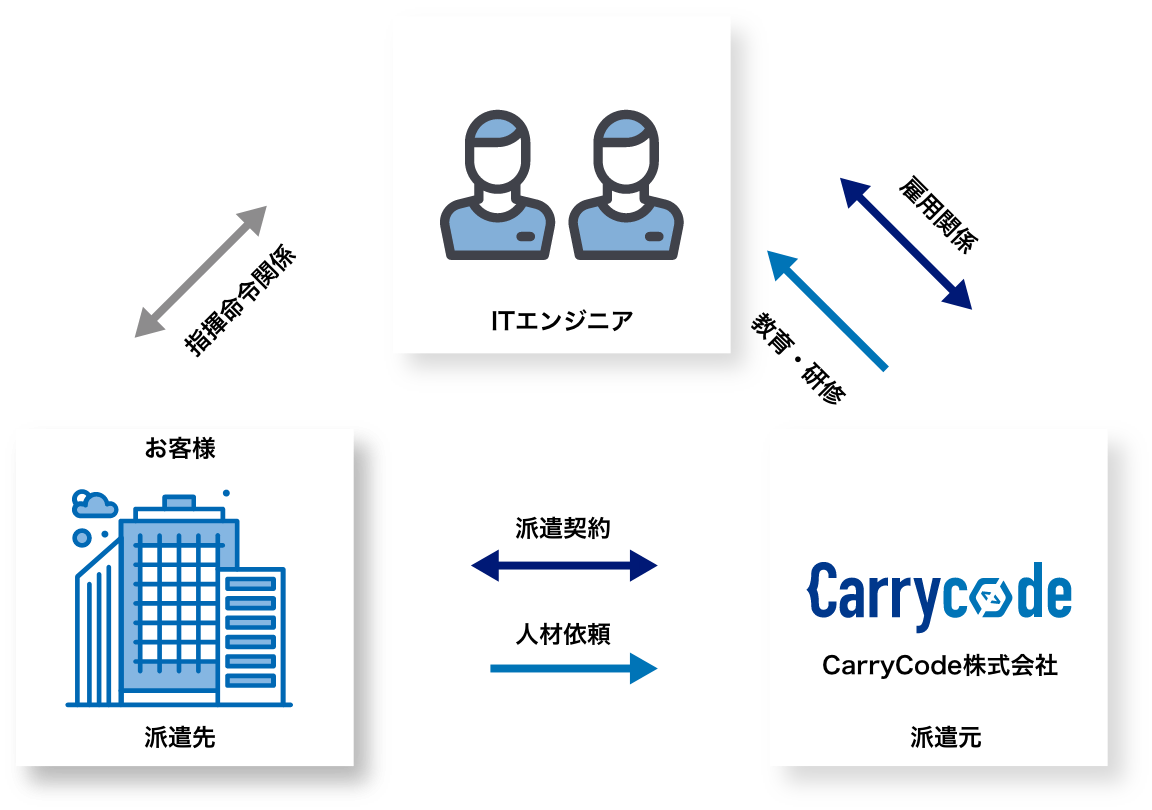 ITエンジニア
指揮命令関係
雇用関係
教育・研修
お客様
派遣先
派遣契約
人材依頼
Carrycode
CarryCode株式会社
派遣元